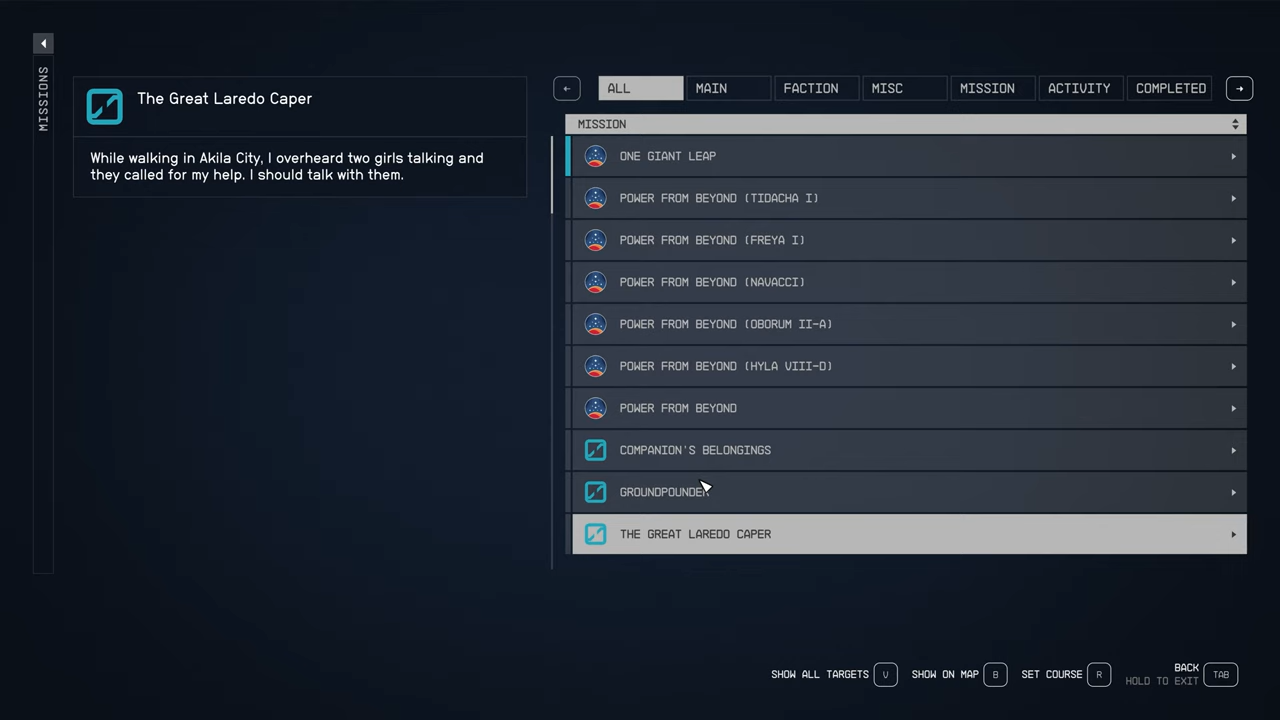 MISSIONS
The Great Laredo Caper
While walking in Akila City, I overheard two girls talking and
they called for my help. I should talk with them.
ALL
MAIN
FACTION
MISC
MISSION
ACTIVITY
COMPLETED
MISSION
ONE GIANT LEAP
POWER FROM BEYOND (TIDACHA I)
POWER FROM BEYOND (FREYA I)
POWER FROM BEYOND (NAVACCI)
POWER FROM BEYOND (OBORUM II-A)
POWER FROM BEYOND (HYLA VIII-D)
POWER FROM BEYOND
COMPANION'S BELONGINGS
GROUNDPOUNDER
THE GREAT LAREDO CAPER
SHOW ALL TARGETS V
SHOW ON MAP B
SET COURSE R
BACK
HOLD TO EXIT
TAB